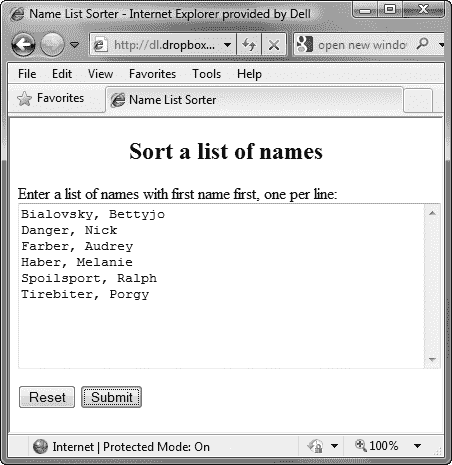 Name List Sorter - Internet Explorer provided by Dell
http://dl.dropbox... open new windov
File Edit View Favorites Tools Help
Favorites Name List Sorter
Sort a list of names
Enter a list of names with first name first, one per line:
Bialovsky, Bettyjo
Danger, Nick
Farber, Audrey
Haber, Melanie
Spoilsport, Ralph
Tirebiter, Porgy
Reset Submit
Internet | Protected Mode: On 100%